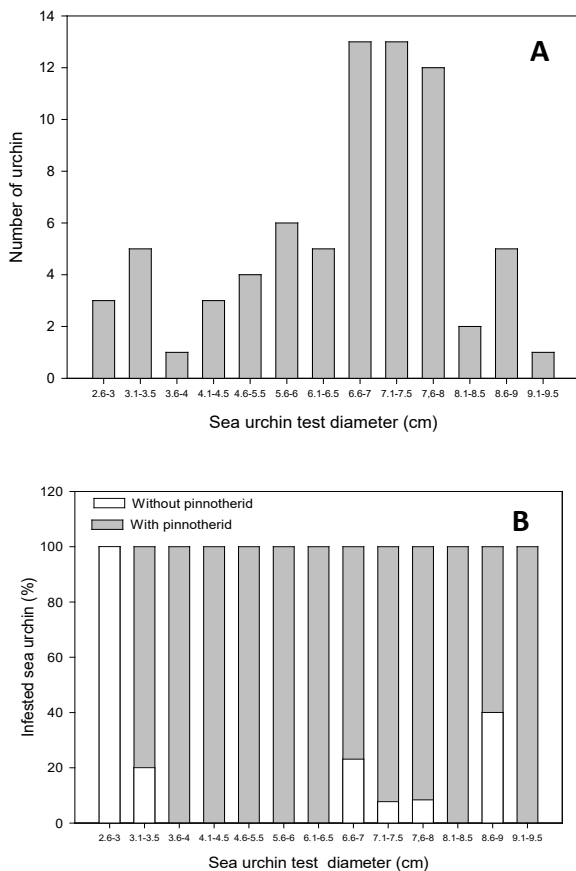 A
14
12
10
8
6
4
2
0
Number of urchin
2.6-3 3.1-3.5 3.6-4 4.1-4.5 4.6-5.5 5.6-6 6.1-6.5 6.6-7 7.1-7.5 7,6-8 8.1-8.5 8.6-9 9.1-9.5
Sea urchin test diameter (cm)
B
Without pinnotherid
With pinnotherid
120
100
80
60
40
20
0
Infested sea urchin (%)
2.6-3 3.1-3.5 3.6-4 4.1-4.5 4.6-5.5 5.6-6 6.1-6.5 6.6-7 7.1-7.5 7,6-8 8.1-8.5 8.6-9 9.1-9.5
Sea urchin test diameter (cm)